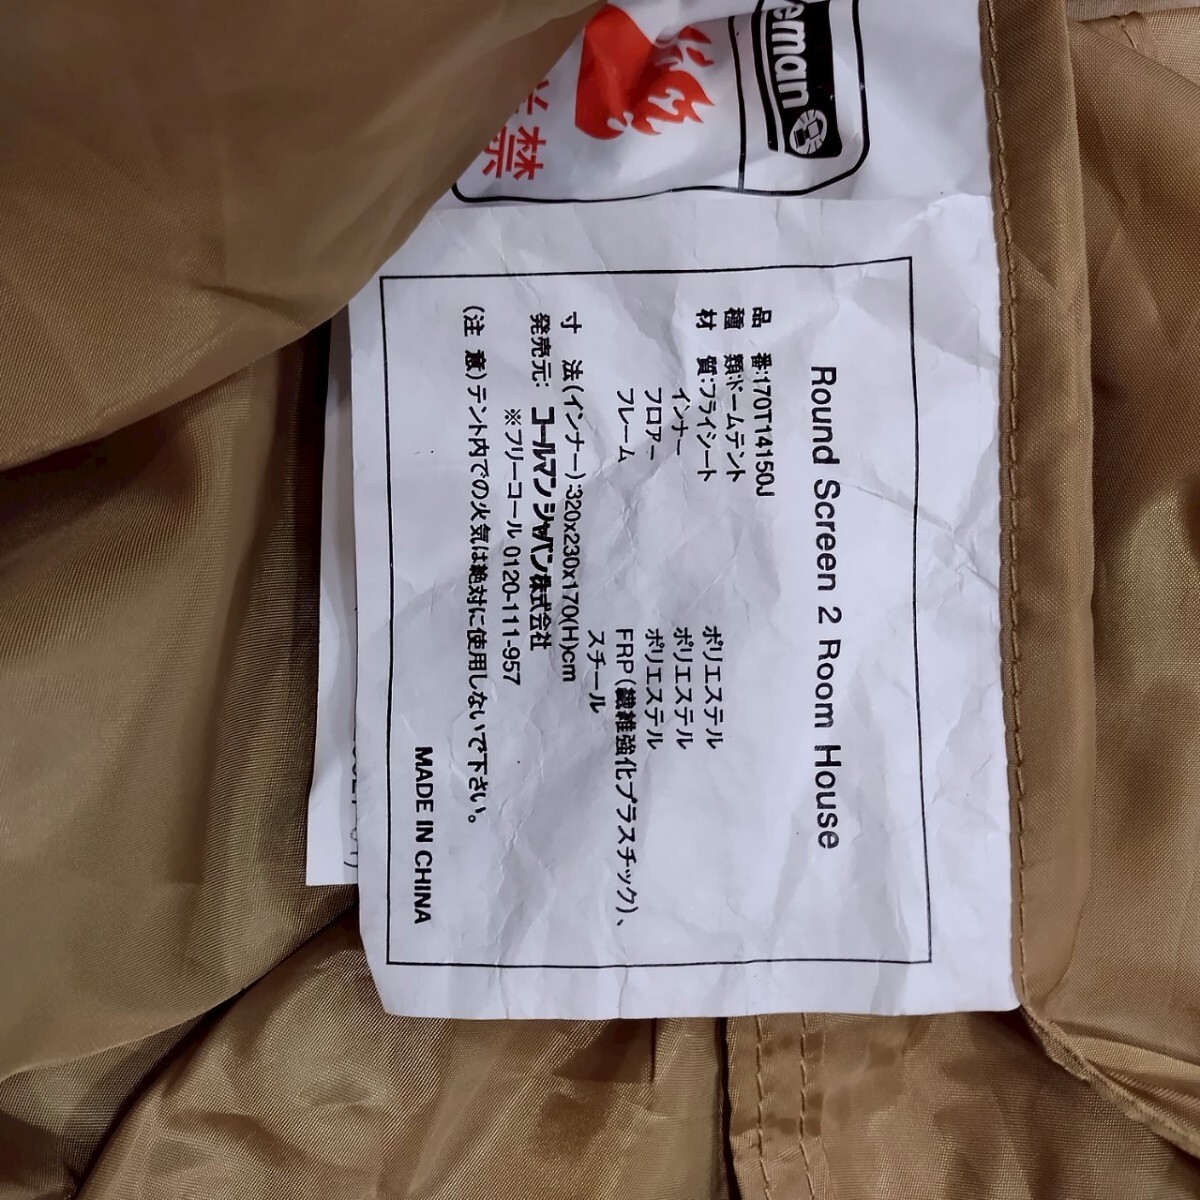 eman
禁
Round Screen 2 Room House
品　番:170T14150J
種　類:ドームテント
材　質:フライシート　ポリエステル
インナー　ポリエステル
フロアー　ポリエステル
フレーム　FRP(繊維強化プラスチック)、
スチール
寸　法(インナー):320x230x170(H)cm
発売元:コールマン ジャパン株式会社
※フリーコール 0120-111-957
(注　意)テント内での火気は絶対に使用しないで下さい。
MADE IN CHINA